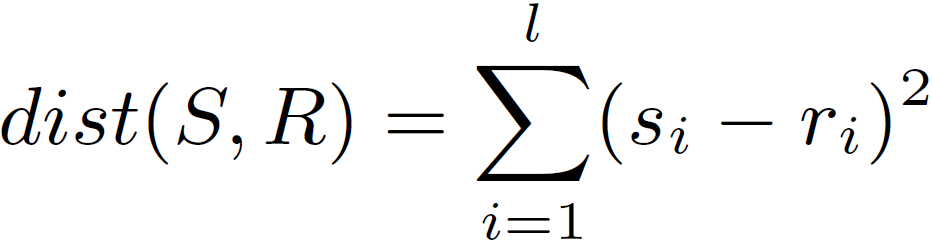 dist(S, R) = \sum_{i=1}^{l} (s_i - r_i)^2